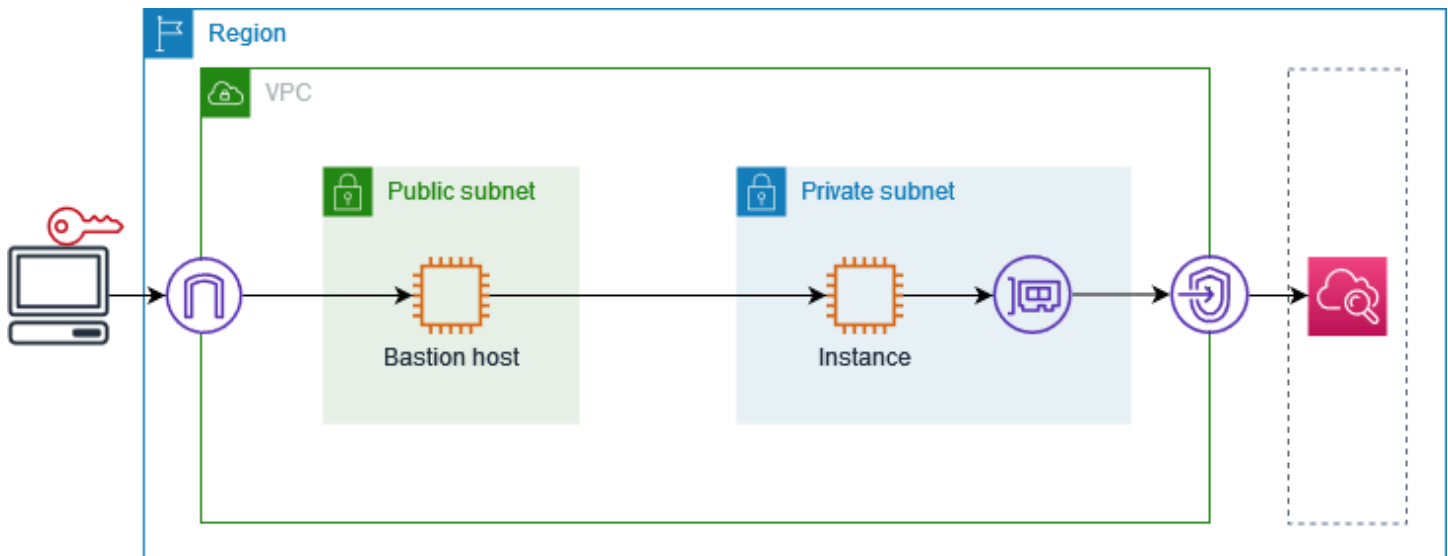 Region
VPC
Public subnet
Private subnet
Bastion host
Instance